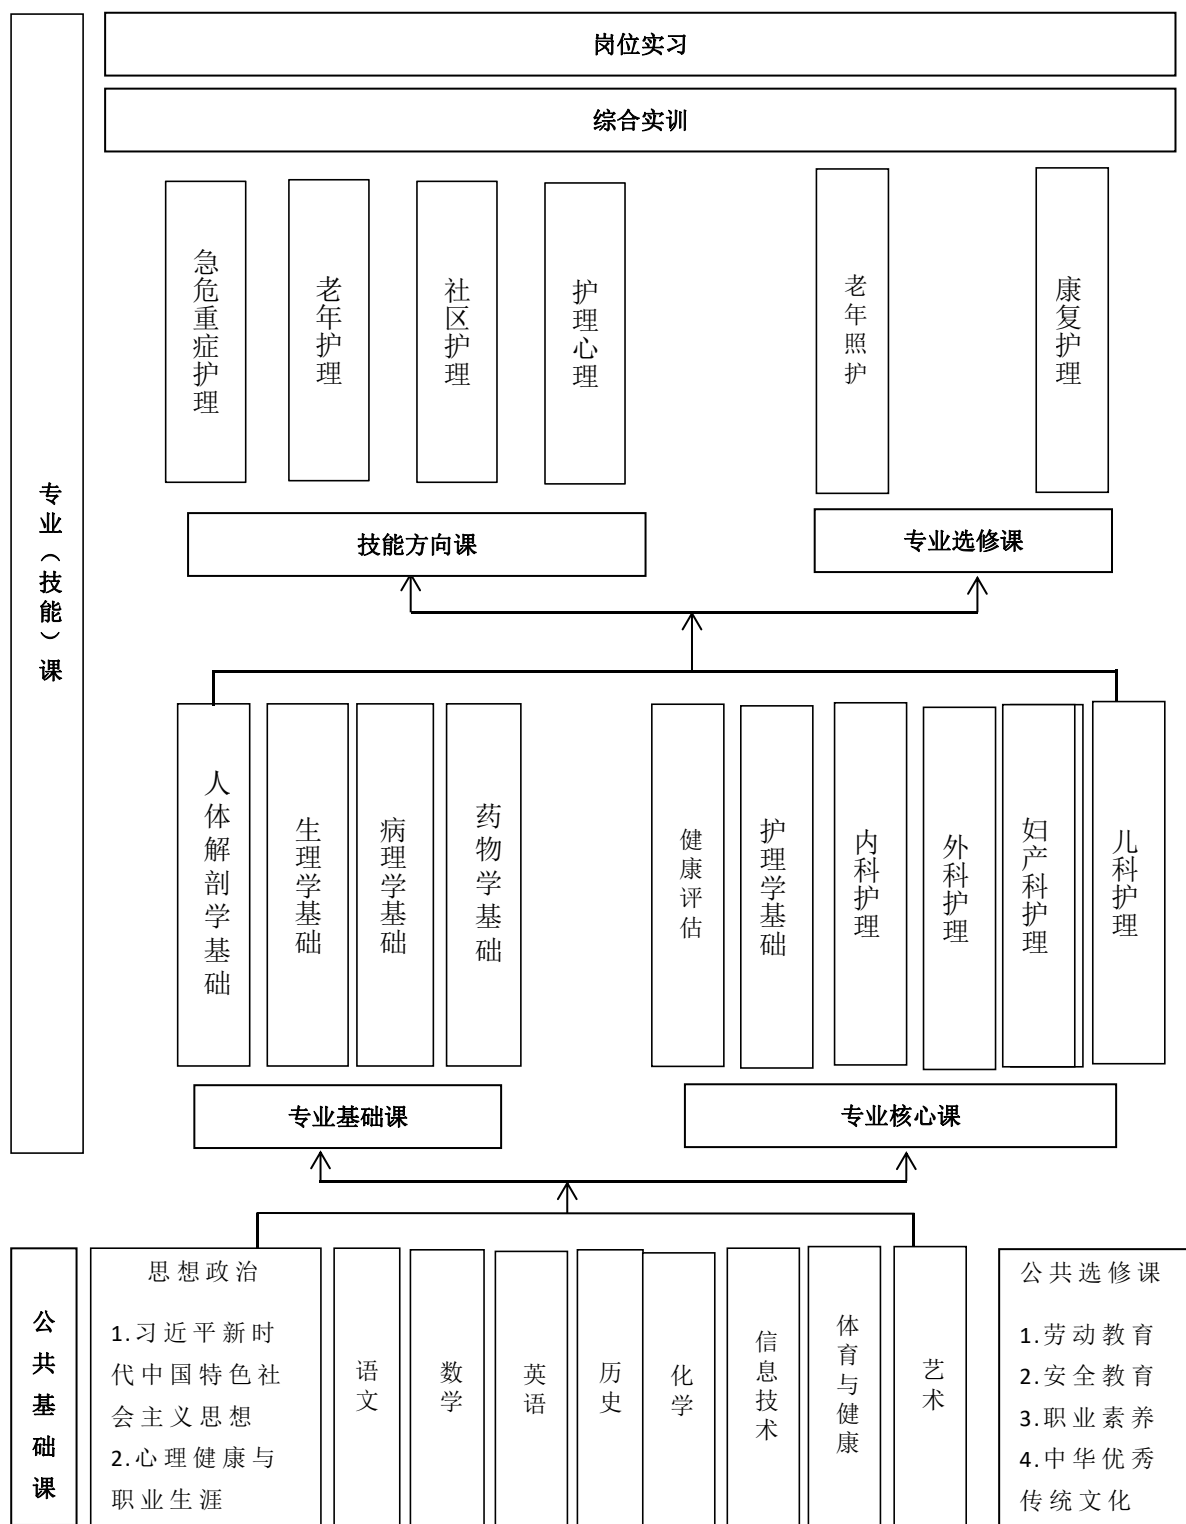 岗位实习
综合实训
急危重症护理
老年护理
社区护理
护理心理
老年照护
康复护理
技能方向课
专业选修课
专业（技能）课
人体解剖学基础
生理学基础
病理学基础
药物学基础
健康评估
护理学基础
内科护理
外科护理
妇产科护理
儿科护理
专业基础课
专业核心课
公共基础课
思想政治
1.习近平新时
代中国特色社
会主义思想
2.心理健康与
职业生涯
语文
数学
英语
历史
化学
信息技术
体育与健康
艺术
公共选修课
1.劳动教育
2.安全教育
3.职业素养
4.中华优秀
传统文化